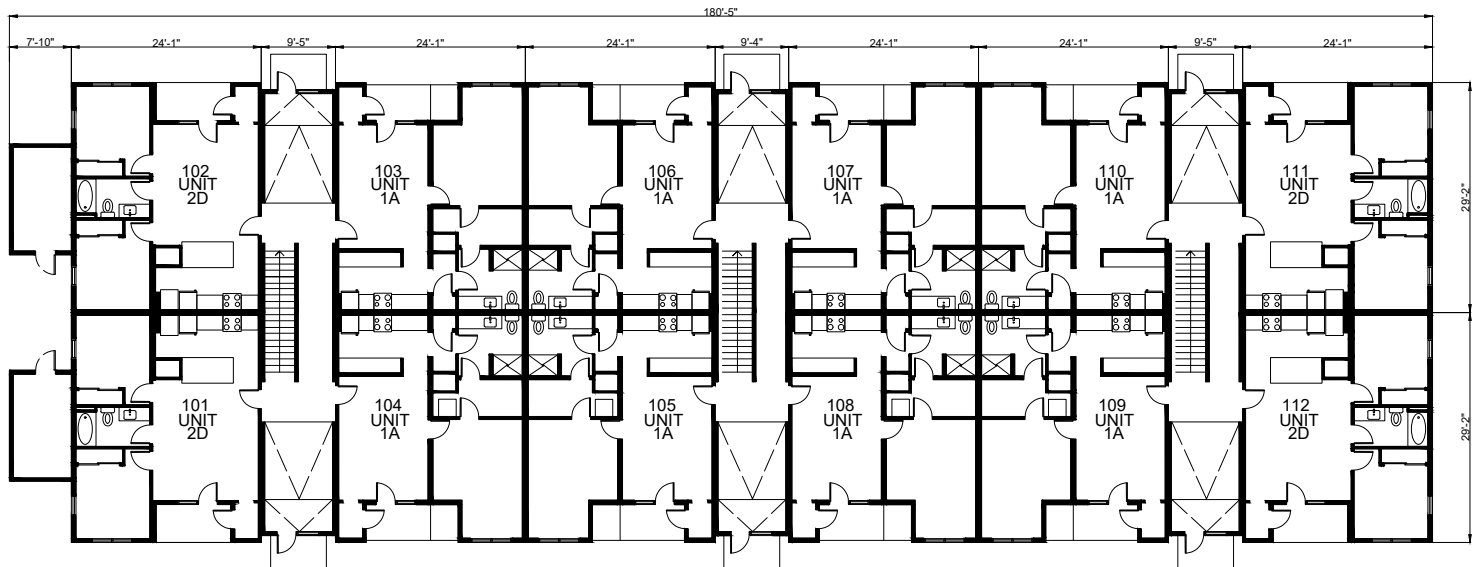 180'-5"
7'-10"
24'-1"
9'-5"
24'-1"
24'-1"
9'-4"
24'-1"
24'-1"
9'-5"
24'-1"
102
UNIT
2D
103
UNIT
1A
106
UNIT
1A
107
UNIT
1A
110
UNIT
1A
111
UNIT
2D
29'-2"
101
UNIT
2D
104
UNIT
1A
105
UNIT
1A
108
UNIT
1A
109
UNIT
1A
112
UNIT
2D
29'-2"